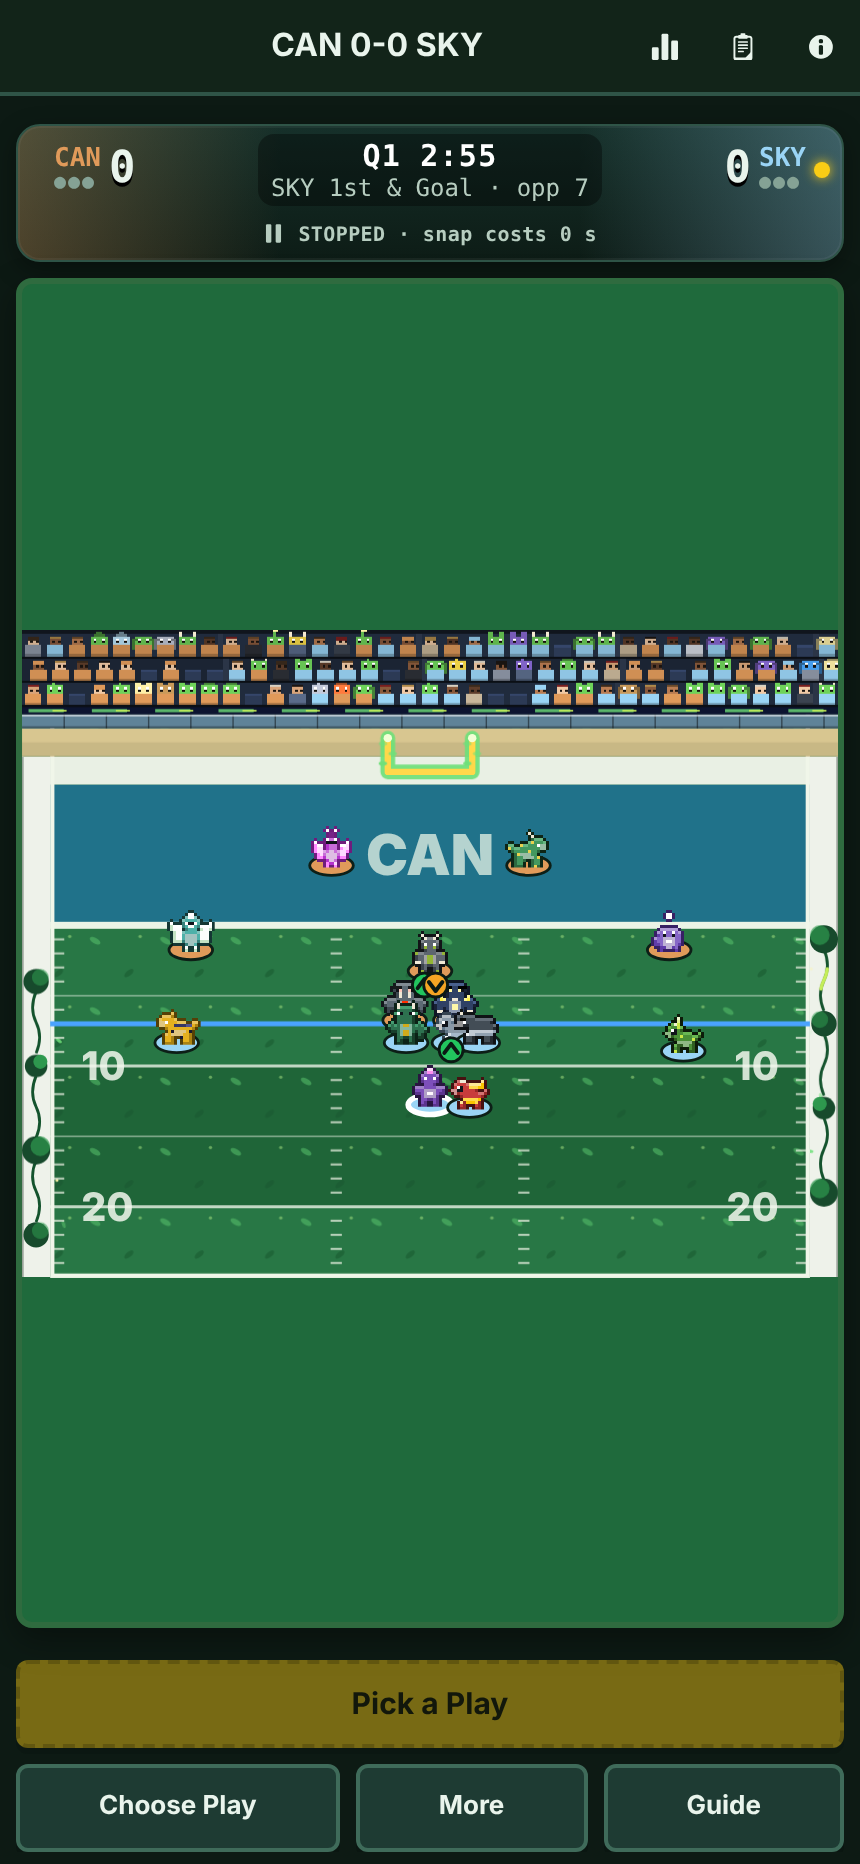 CAN 0-0 SKY
CAN 0
Q1 2:55
0 SKY
SKY 1st & Goal · opp 7
STOPPED · snap costs 0 s
CAN
10 10
20 20
Pick a Play
Choose Play
More
Guide